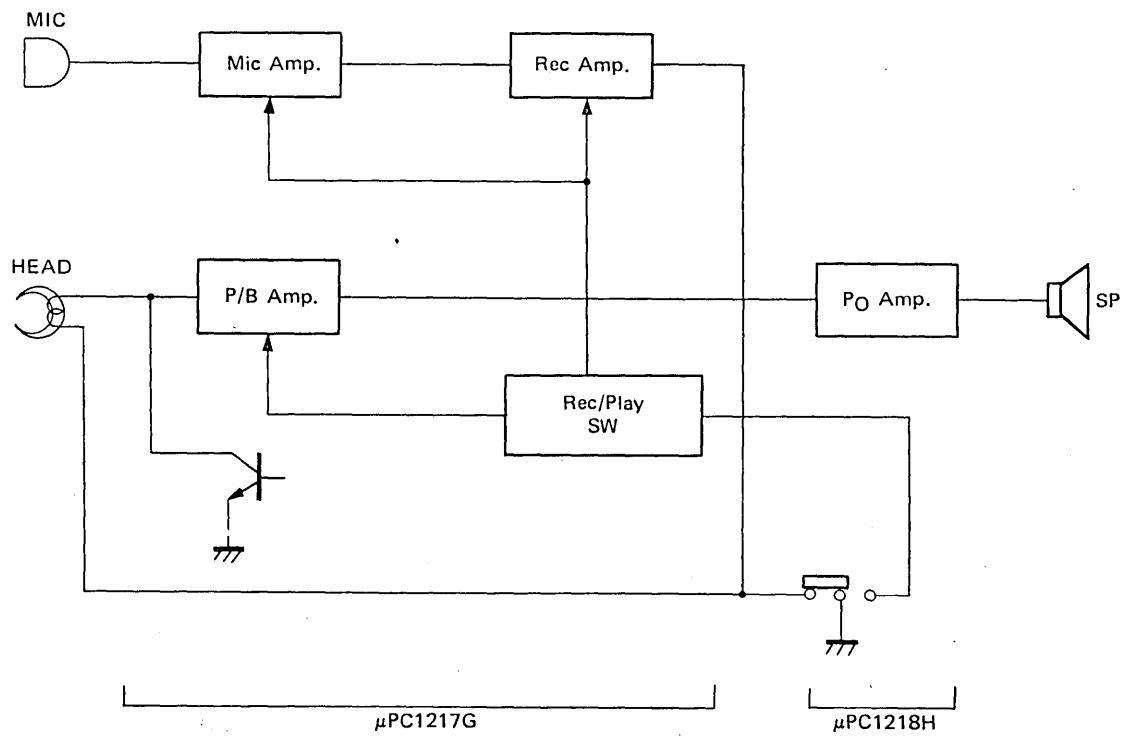 MIC
Mic Amp.
Rec Amp.
HEAD
P/B Amp.
PO Amp.
SP
Rec/Play
SW
μPC1217G
μPC1218H